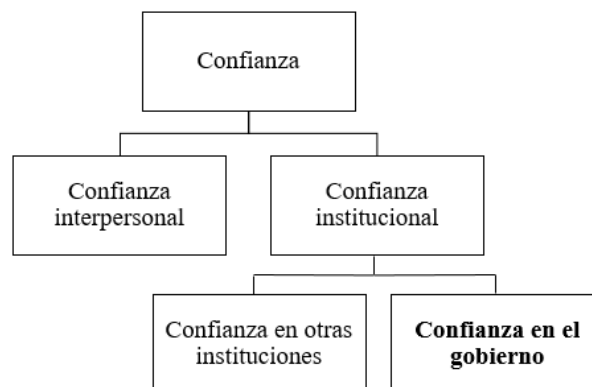 Confianza
Confianza
interpersonal
Confianza
institucional
Confianza en otras
instituciones
Confianza en el
gobierno